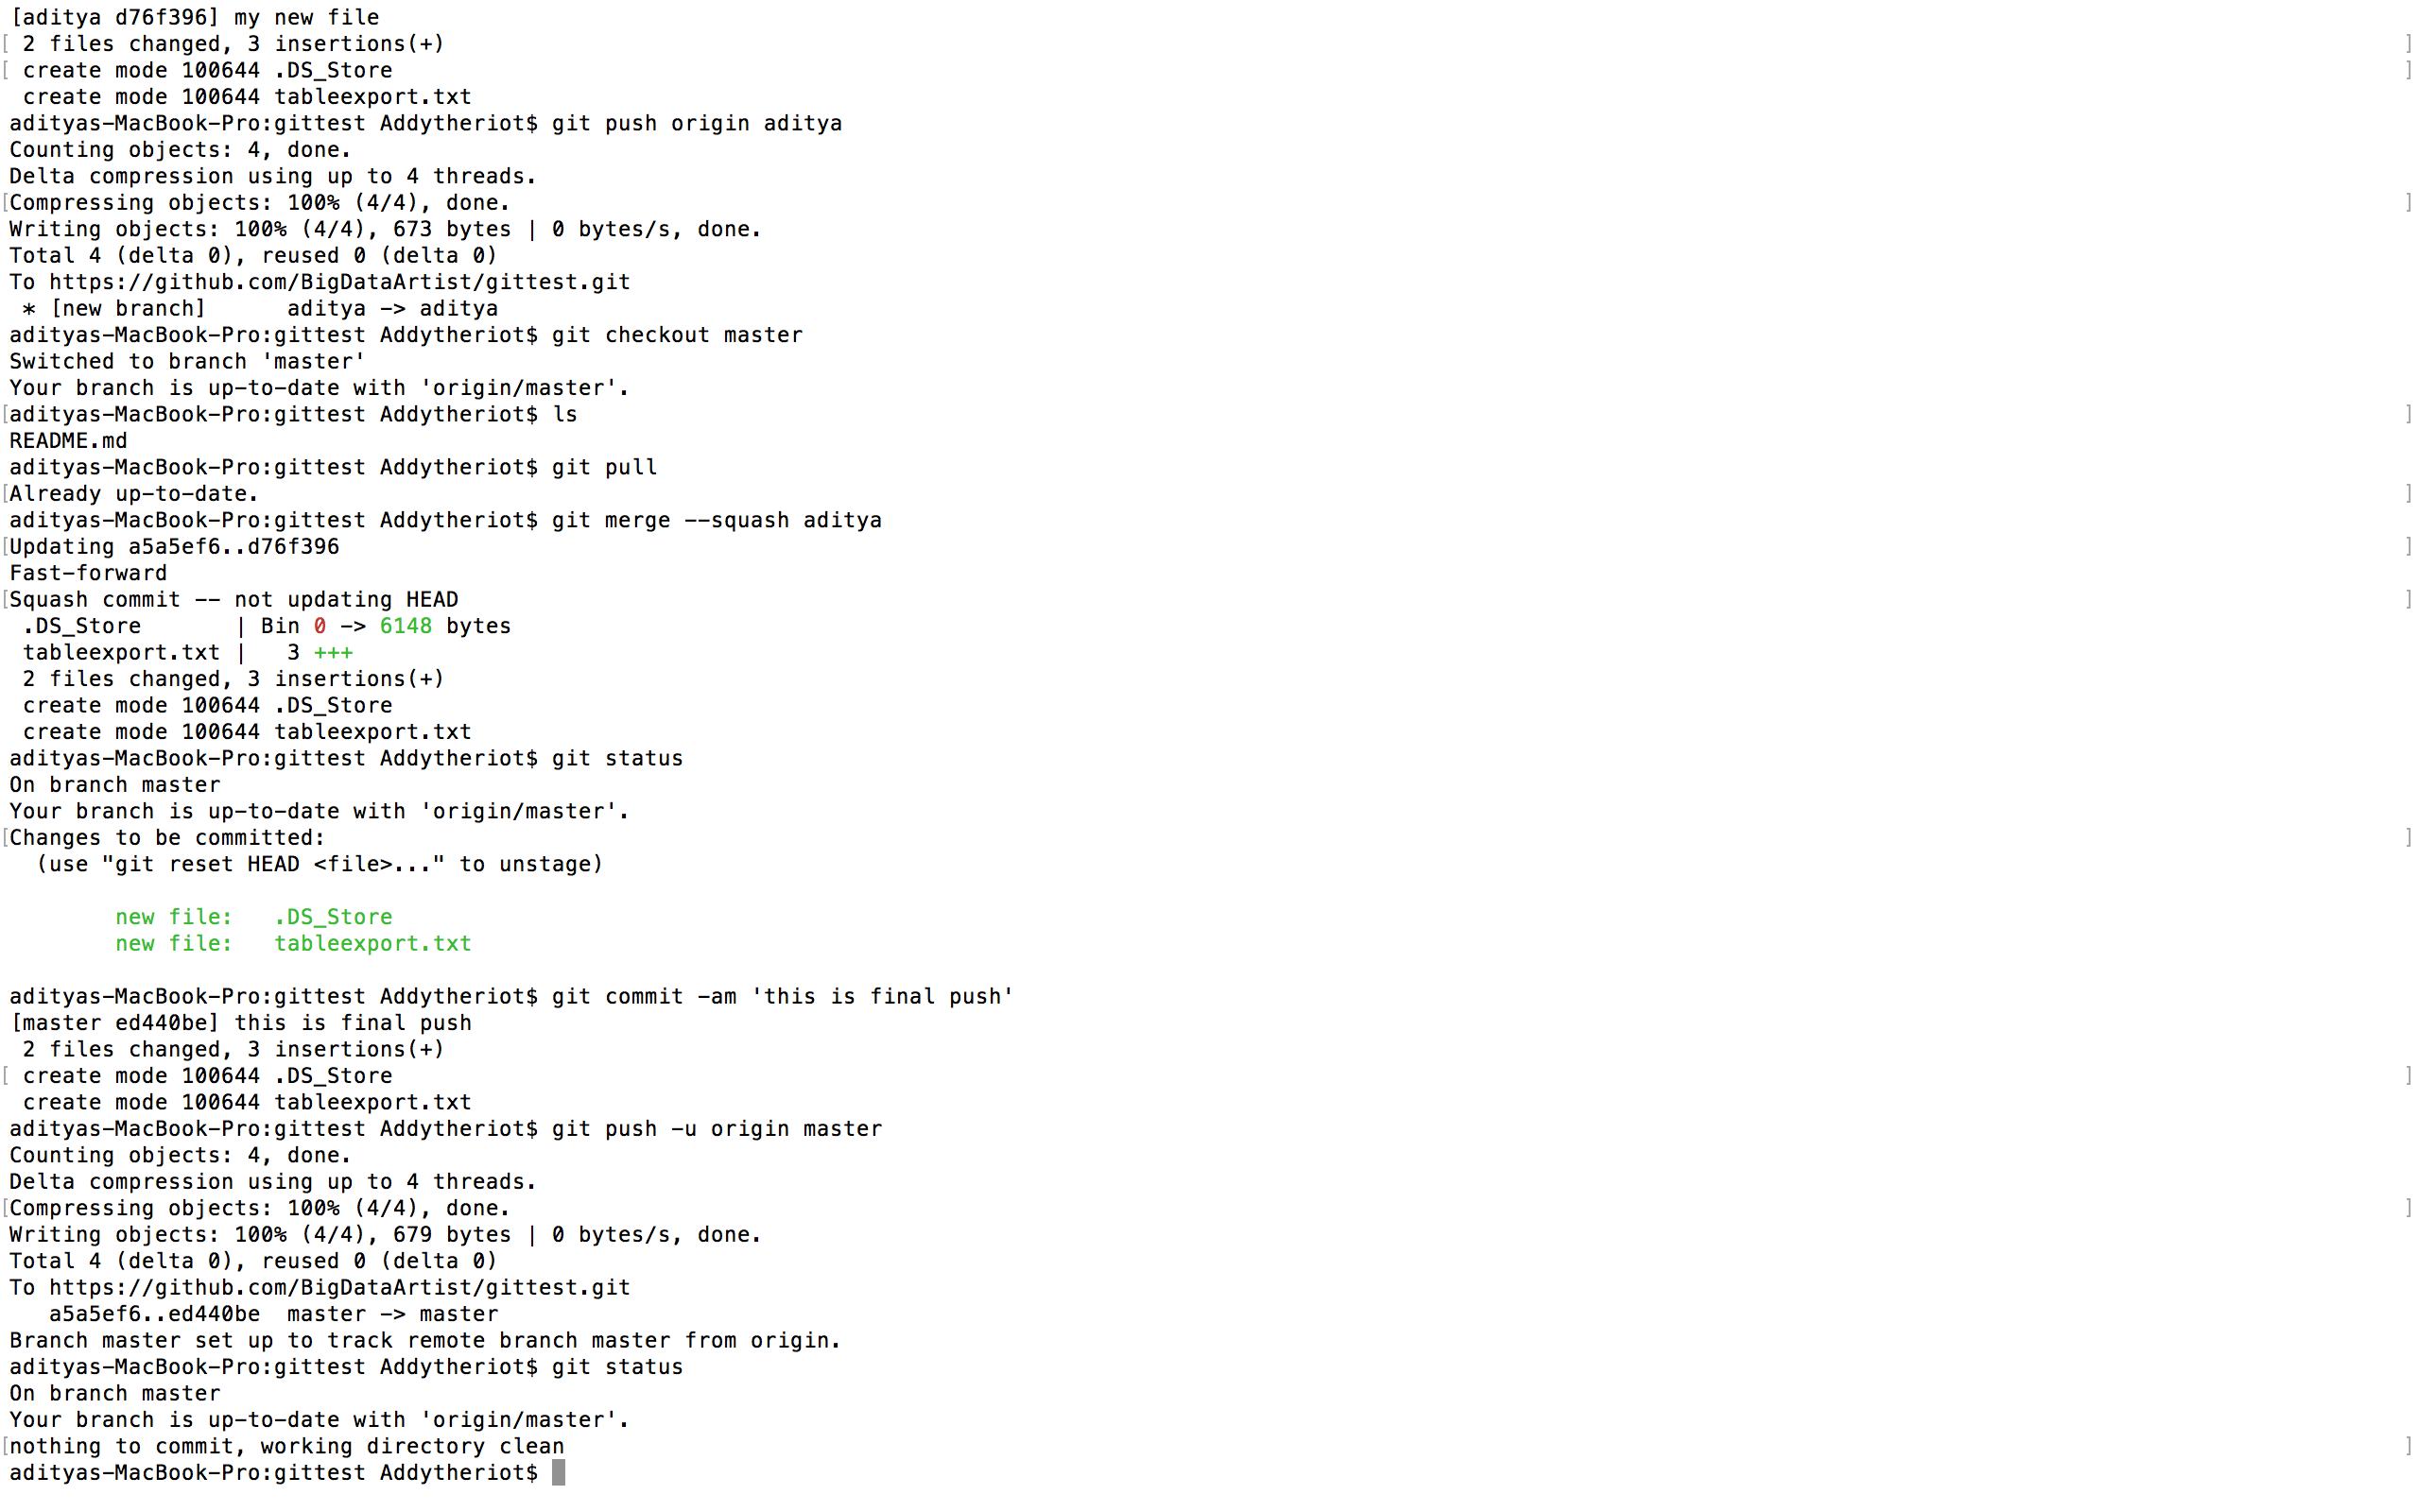 [aditya d76f396] my new file
[ 2 files changed, 3 insertions(+) ]
[ create mode 100644 .DS_Store ]
 create mode 100644 tableexport.txt
adityas-MacBook-Pro:gittest Addytheriot$ git push origin aditya
Counting objects: 4, done.
Delta compression using up to 4 threads.
[Compressing objects: 100% (4/4), done. ]
Writing objects: 100% (4/4), 673 bytes | 0 bytes/s, done.
Total 4 (delta 0), reused 0 (delta 0)
To https://github.com/BigDataArtist/gittest.git
 * [new branch]      aditya -> aditya
adityas-MacBook-Pro:gittest Addytheriot$ git checkout master
Switched to branch 'master'
Your branch is up-to-date with 'origin/master'.
[adityas-MacBook-Pro:gittest Addytheriot$ ls ]
README.md
adityas-MacBook-Pro:gittest Addytheriot$ git pull
[Already up-to-date. ]
adityas-MacBook-Pro:gittest Addytheriot$ git merge --squash aditya
[Updating a5a5ef6..d76f396 ]
Fast-forward
[Squash commit -- not updating HEAD ]
 .DS_Store       | Bin 0 -> 6148 bytes
 tableexport.txt |   3 +++
 2 files changed, 3 insertions(+)
 create mode 100644 .DS_Store
 create mode 100644 tableexport.txt
adityas-MacBook-Pro:gittest Addytheriot$ git status
On branch master
Your branch is up-to-date with 'origin/master'.
[Changes to be committed: ]
  (use "git reset HEAD <file>..." to unstage)
        new file:   .DS_Store
        new file:   tableexport.txt
adityas-MacBook-Pro:gittest Addytheriot$ git commit -am 'this is final push'
[master ed440be] this is final push
 2 files changed, 3 insertions(+)
[ create mode 100644 .DS_Store ]
 create mode 100644 tableexport.txt
adityas-MacBook-Pro:gittest Addytheriot$ git push -u origin master
Counting objects: 4, done.
Delta compression using up to 4 threads.
[Compressing objects: 100% (4/4), done. ]
Writing objects: 100% (4/4), 679 bytes | 0 bytes/s, done.
Total 4 (delta 0), reused 0 (delta 0)
To https://github.com/BigDataArtist/gittest.git
   a5a5ef6..ed440be  master -> master
Branch master set up to track remote branch master from origin.
adityas-MacBook-Pro:gittest Addytheriot$ git status
On branch master
Your branch is up-to-date with 'origin/master'.
[nothing to commit, working directory clean ]
adityas-MacBook-Pro:gittest Addytheriot$